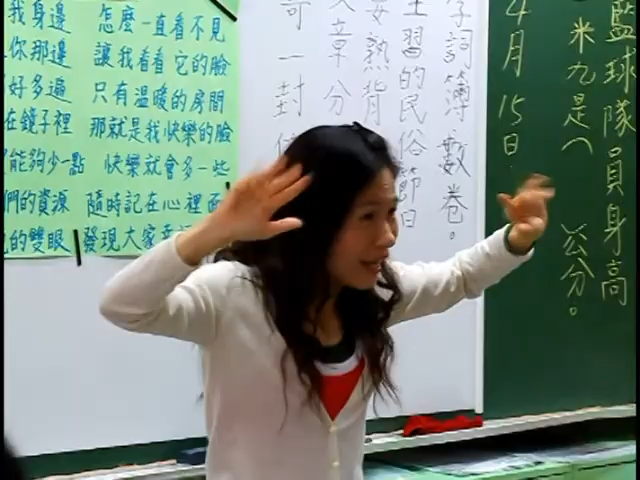 我身邊 怎麼一直看不見
你那邊 讓我看看它的臉
好多遍 只有溫暖的房間
在鏡子裡 那就是我快樂的臉
能夠少一點 快樂就會多一些
們的資源 隨時記在心裡面
的雙眼 發現大家
哥一封
文章分
熟背
習的民俗節日
字詞簿、數卷。
4月15日
籃球隊員身高
米九是ㄟ
公分。